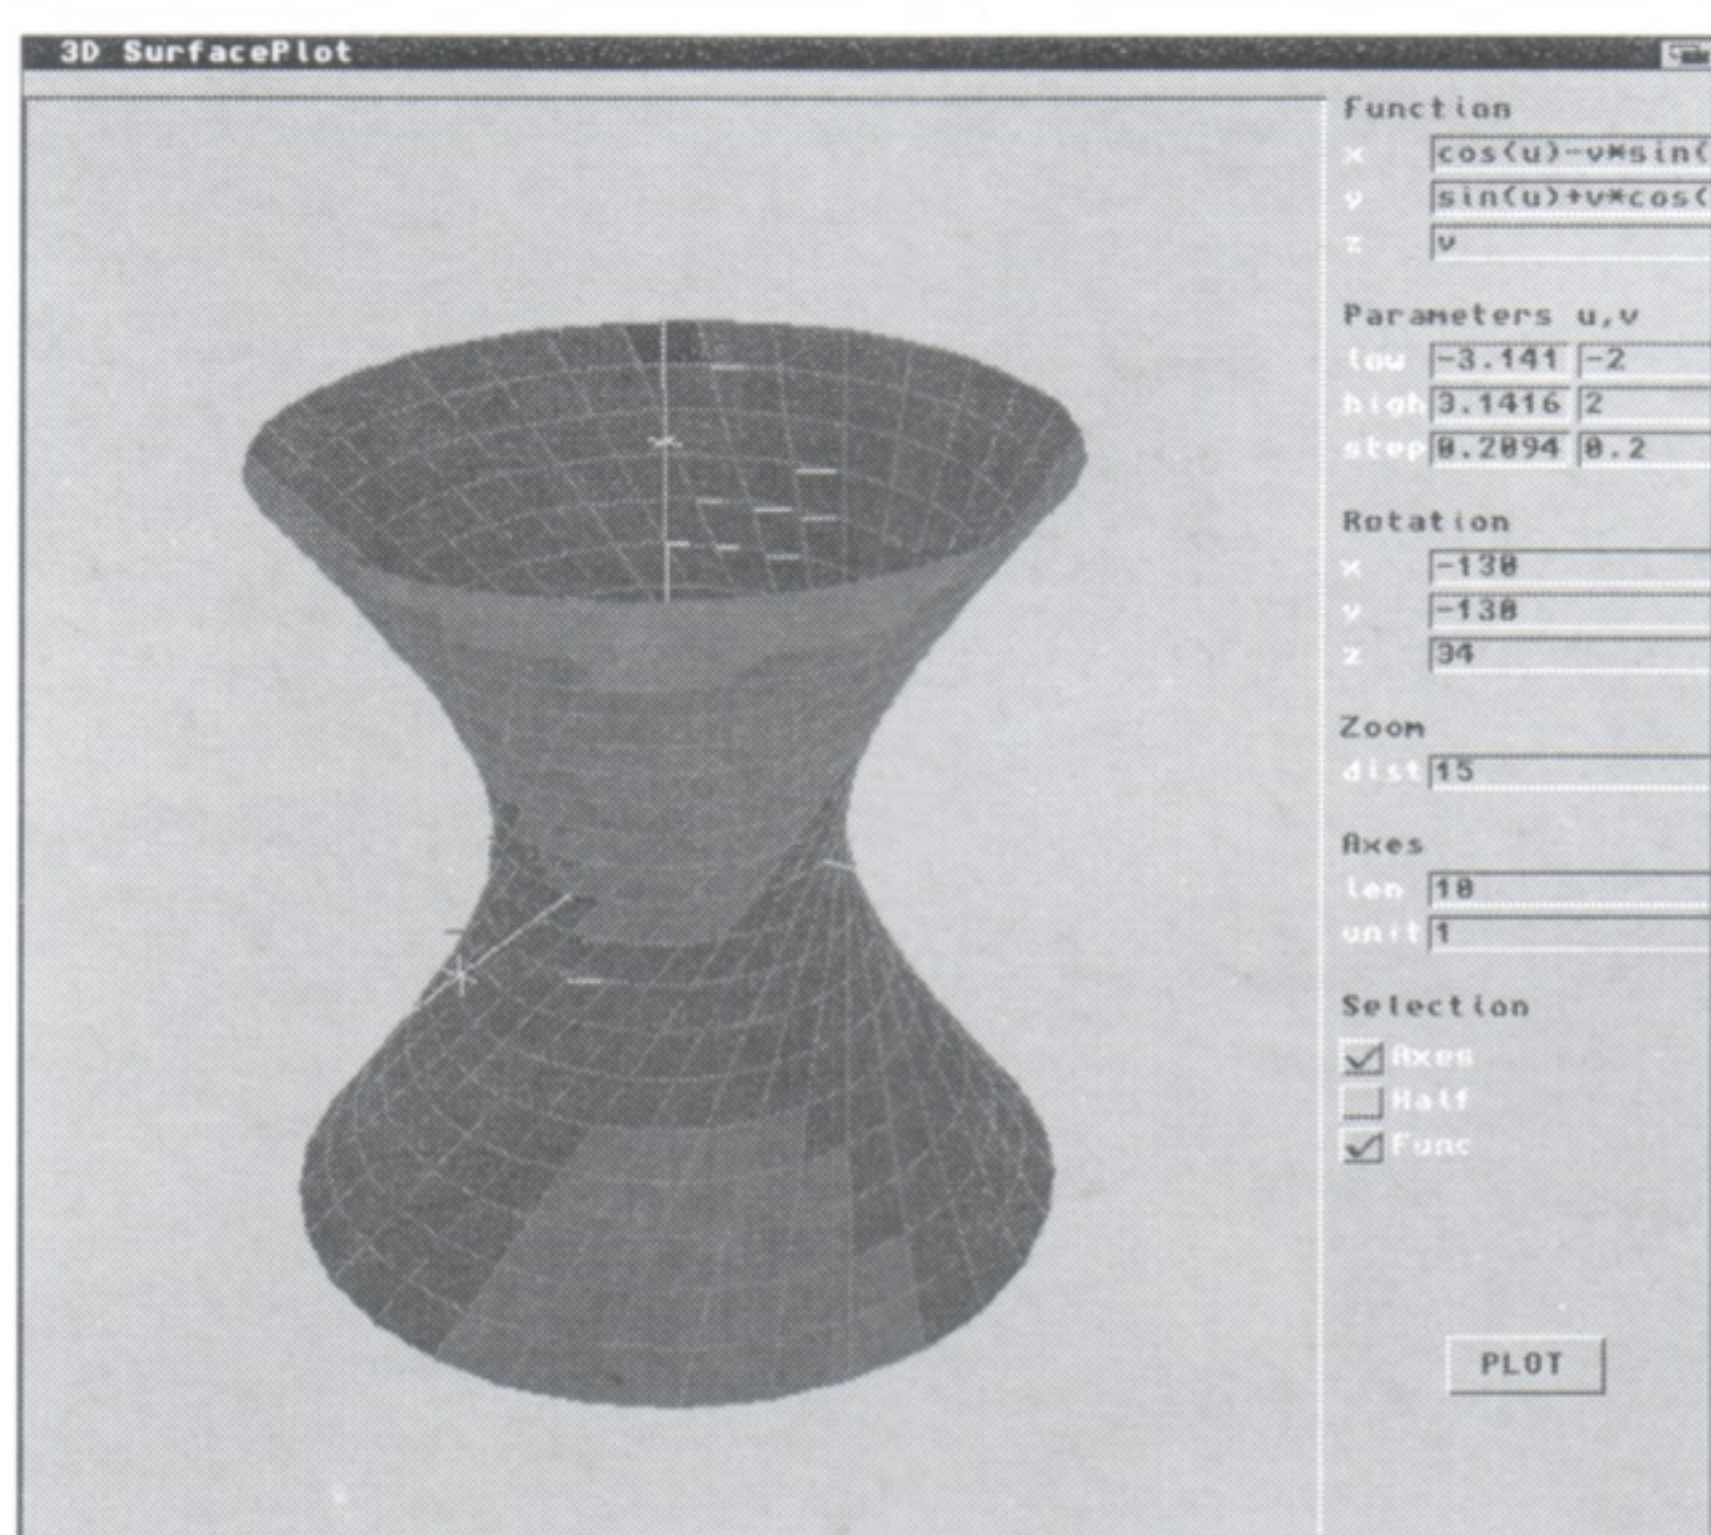 3D SurfacePlot
Function
x cos(u)-v*sin(
y sin(u)+v*cos(
z v
Parameters u,v
low -3.141 -2
high 3.1416 2
step 0.2094 0.2
Rotation
x -130
y -130
z 34
Zoom
dist 15
Axes
len 10
unit 1
Selection
Axes
Half
Func
PLOT